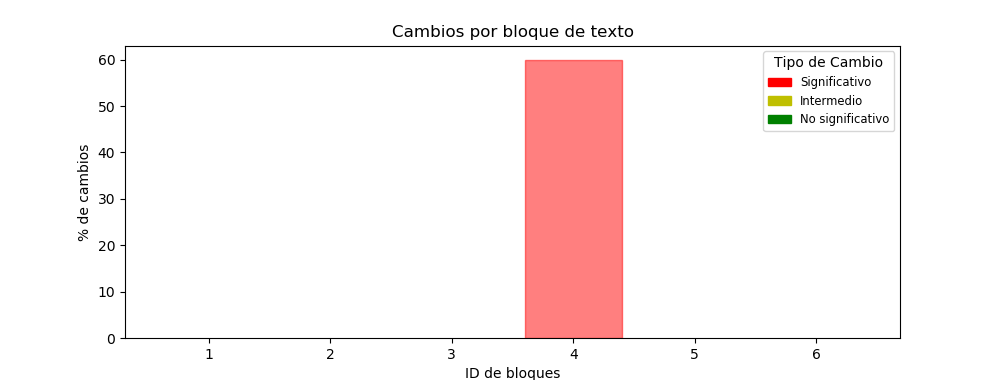 Cambios por bloque de texto
60
50
40
30
20
10
0
% de cambios
Tipo de Cambio
Significativo
Intermedio
No significativo
1 2 3 4 5 6
ID de bloques